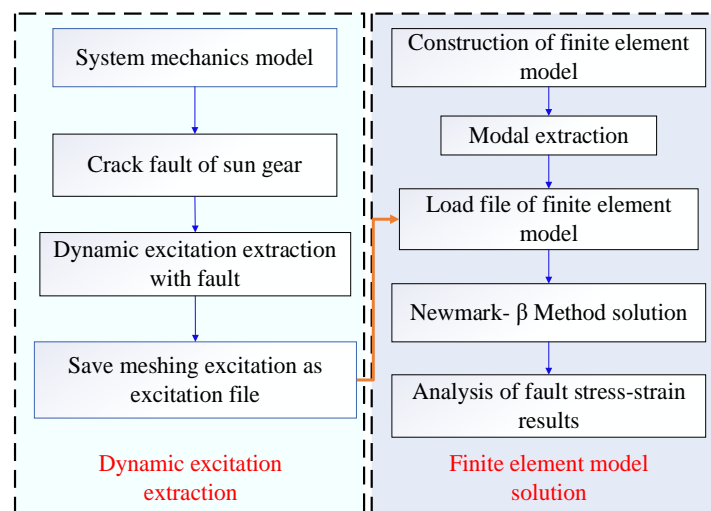 System mechanics model
Crack fault of sun gear
Dynamic excitation extraction
with fault
Save meshing excitation as
excitation file
Dynamic excitation
extraction
Construction of finite element
model
Modal extraction
Load file of finite element
model
Newmark- β Method solution
Analysis of fault stress-strain
results
Finite element model
solution